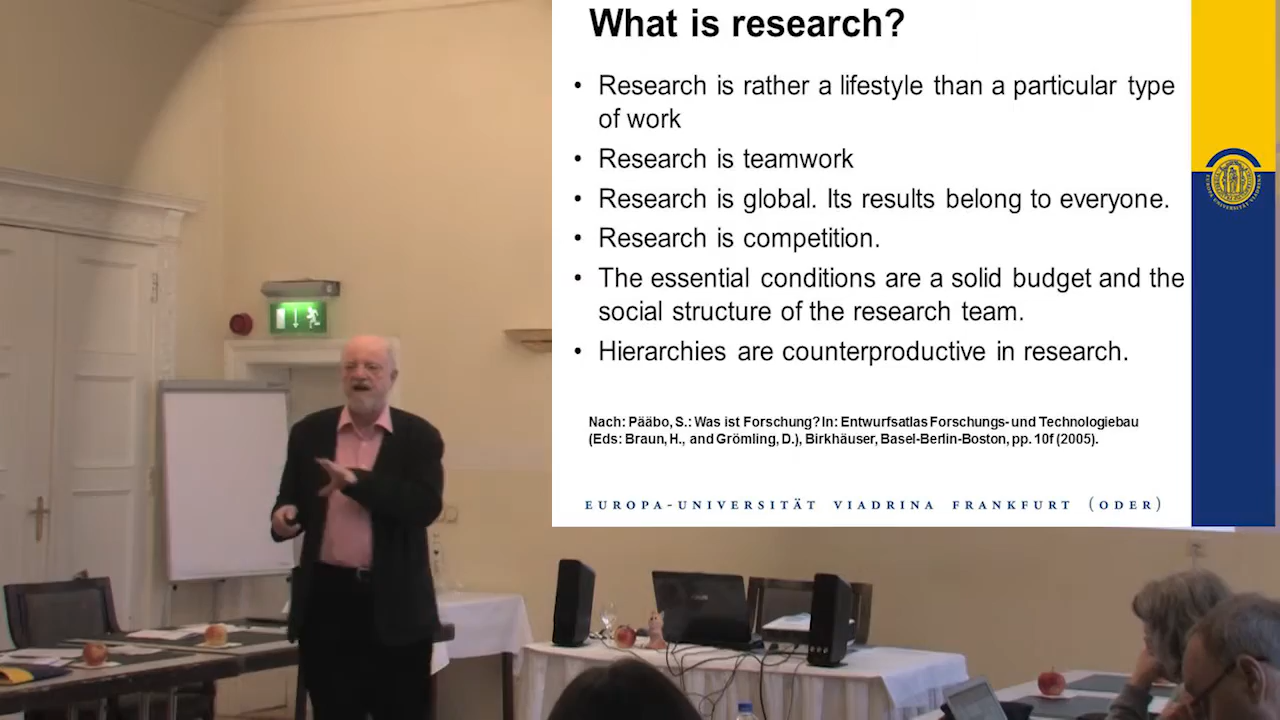 What is research?
• Research is rather a lifestyle than a particular type
of work
• Research is teamwork
• Research is global. Its results belong to everyone.
• Research is competition.
• The essential conditions are a solid budget and the
social structure of the research team.
• Hierarchies are counterproductive in research.
Nach: Pääbo, S.: Was ist Forschung? In: Entwurfsatlas Forschungs- und Technologiebau
(Eds: Braun, H., and Grömling, D.), Birkhäuser, Basel-Berlin-Boston, pp. 10f (2005).
EUROPA-UNIVERSITÄT VIADRINA FRANKFURT (ODER)